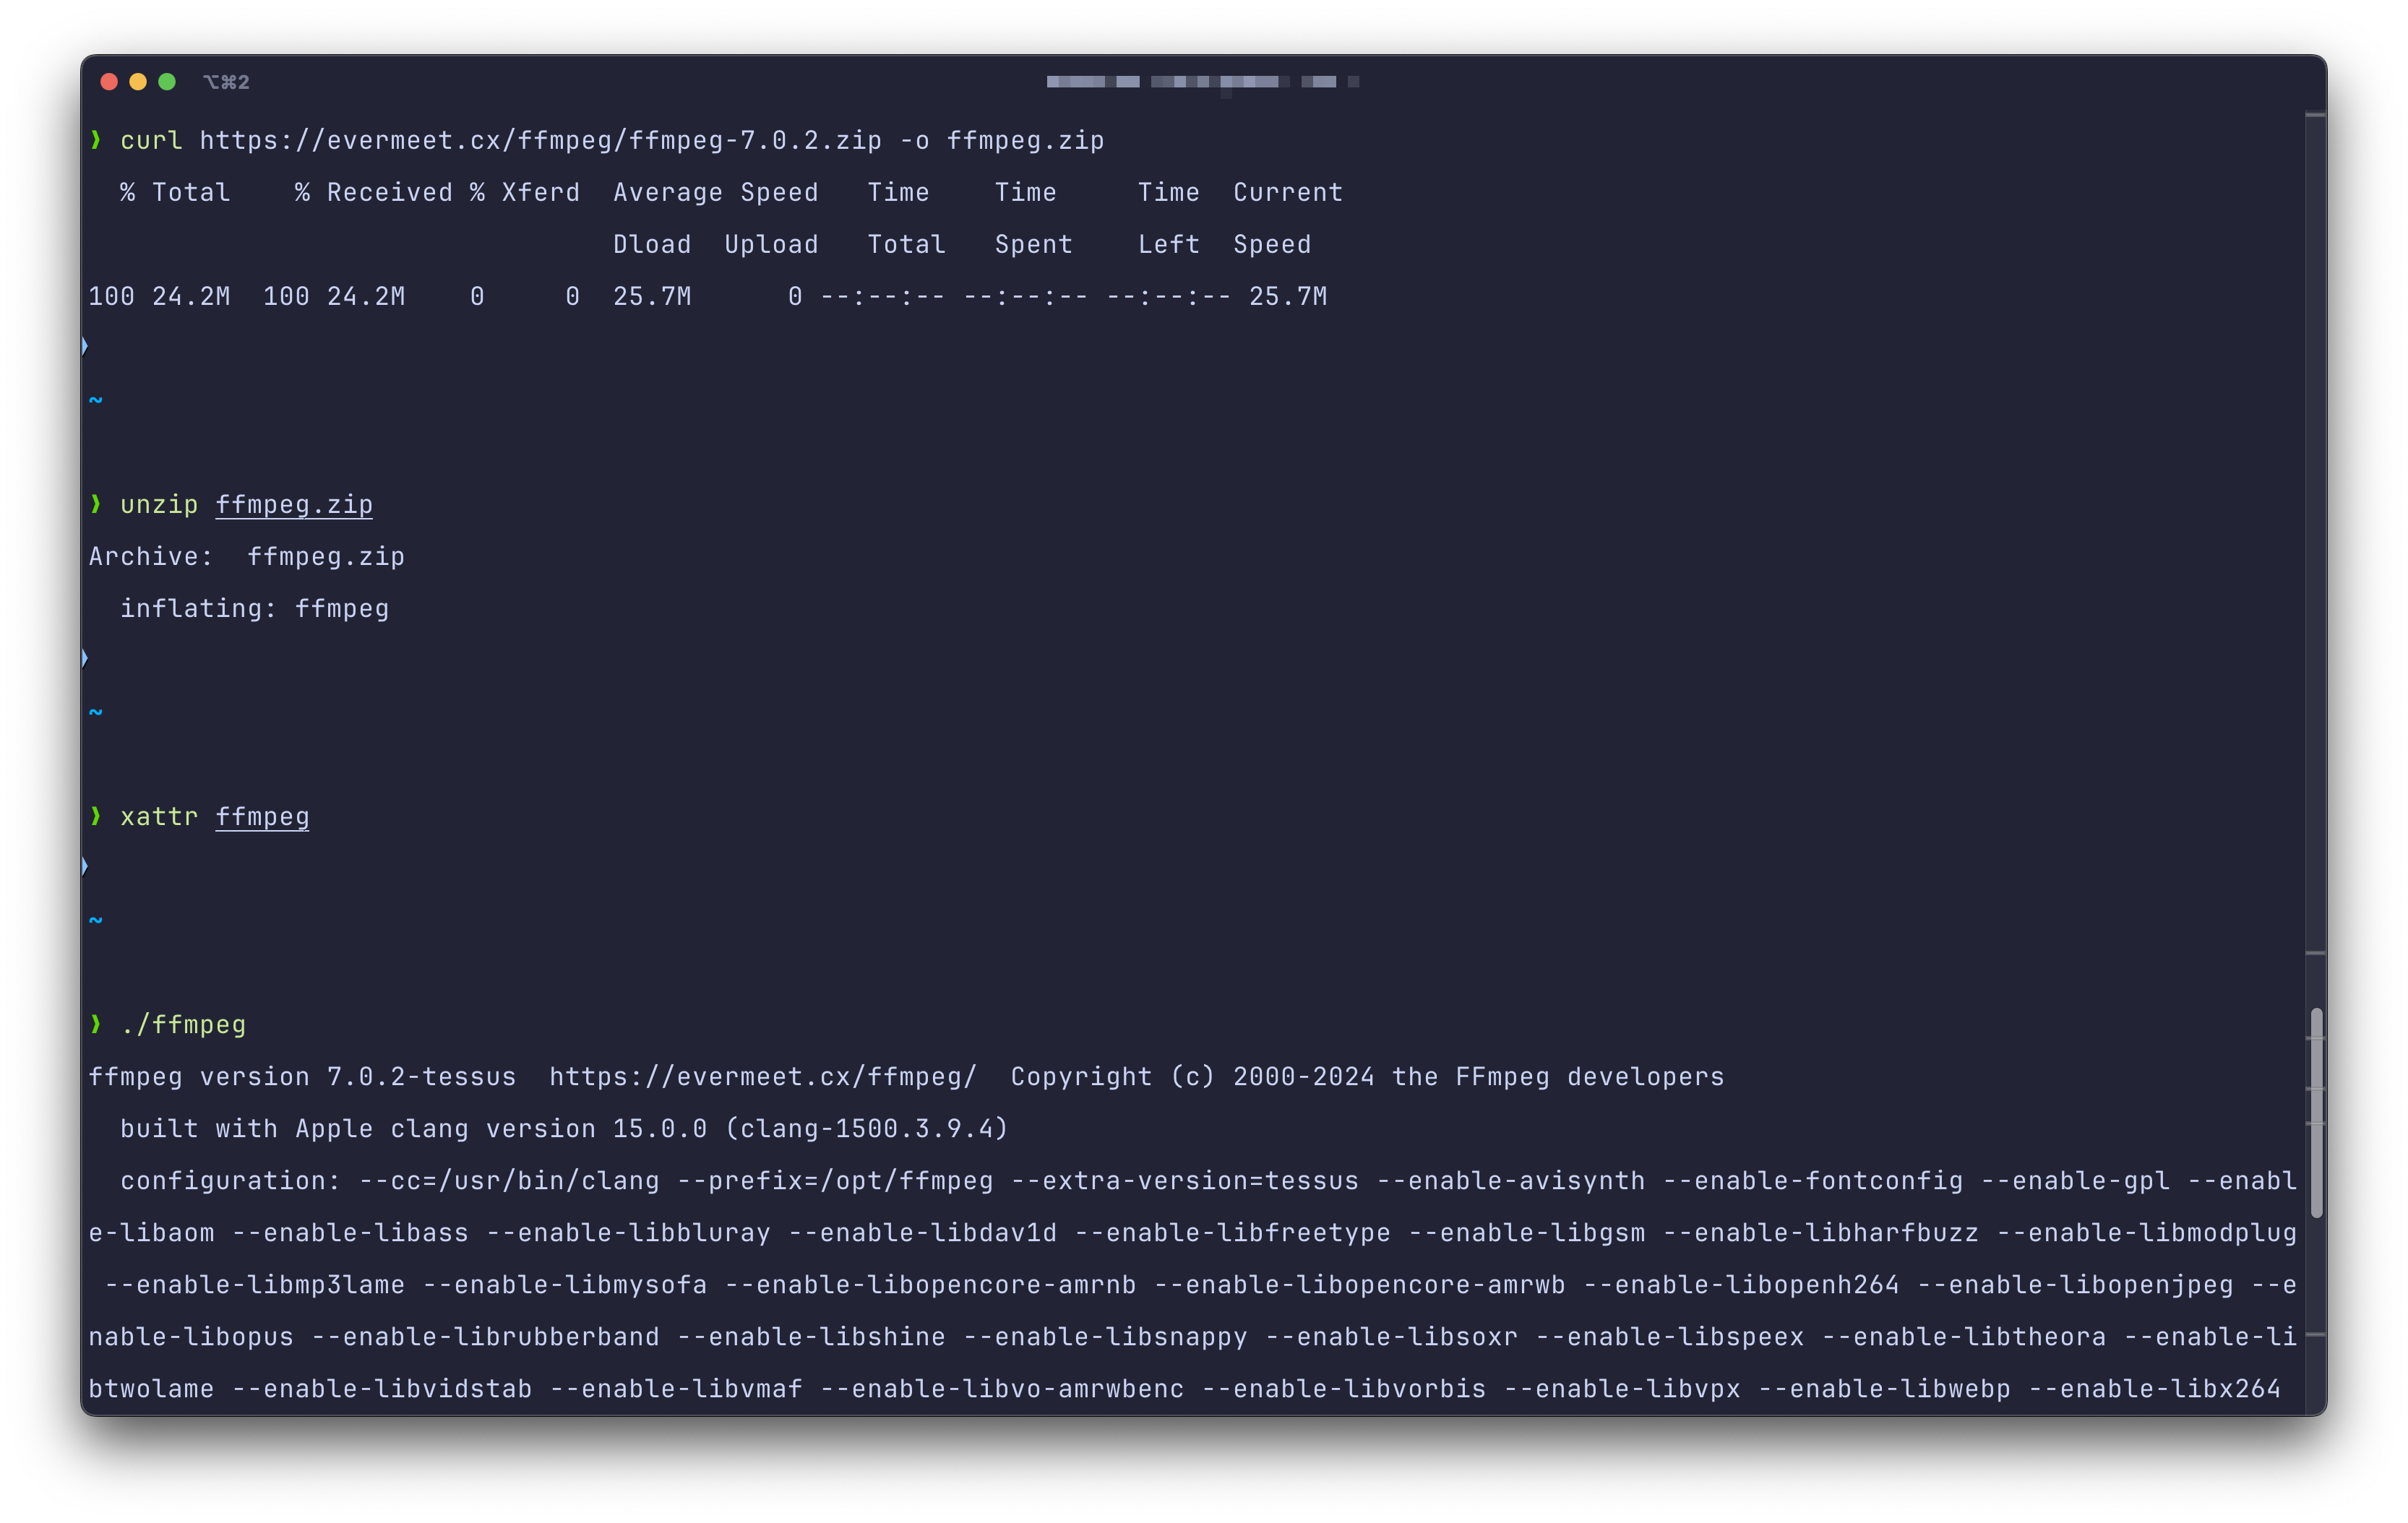 ⌥⌘2
❯ curl https://evermeet.cx/ffmpeg/ffmpeg-7.0.2.zip -o ffmpeg.zip
  % Total    % Received % Xferd  Average Speed   Time    Time     Time  Current
                                 Dload  Upload   Total   Spent    Left  Speed
100 24.2M  100 24.2M    0     0  25.7M      0 --:--:-- --:--:-- --:--:-- 25.7M
~
❯ unzip ffmpeg.zip
Archive:  ffmpeg.zip
  inflating: ffmpeg
~
❯ xattr ffmpeg
~
❯ ./ffmpeg
ffmpeg version 7.0.2-tessus  https://evermeet.cx/ffmpeg/  Copyright (c) 2000-2024 the FFmpeg developers
  built with Apple clang version 15.0.0 (clang-1500.3.9.4)
  configuration: --cc=/usr/bin/clang --prefix=/opt/ffmpeg --extra-version=tessus --enable-avisynth --enable-fontconfig --enable-gpl --enabl
e-libaom --enable-libass --enable-libbluray --enable-libdav1d --enable-libfreetype --enable-libgsm --enable-libharfbuzz --enable-libmodplug
 --enable-libmp3lame --enable-libmysofa --enable-libopencore-amrnb --enable-libopencore-amrwb --enable-libopenh264 --enable-libopenjpeg --e
nable-libopus --enable-librubberband --enable-libshine --enable-libsnappy --enable-libsoxr --enable-libspeex --enable-libtheora --enable-li
btwolame --enable-libvidstab --enable-libvmaf --enable-libvo-amrwbenc --enable-libvorbis --enable-libvpx --enable-libwebp --enable-libx264